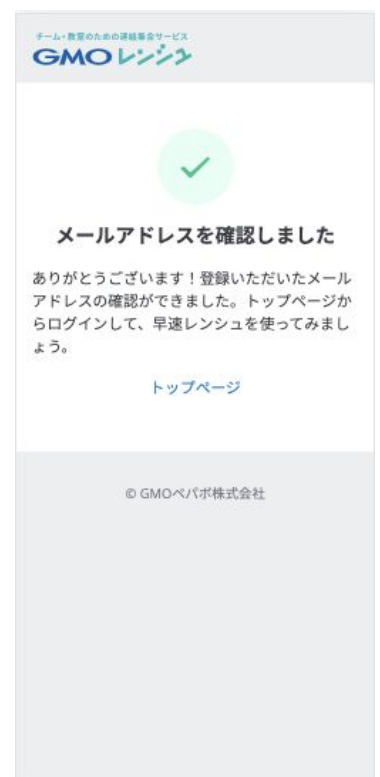 チーム・教室のための連絡集金サービス
GMOレンシュ
メールアドレスを確認しました
ありがとうございます！登録いただいたメール
アドレスの確認ができました。トップページか
らログインして、早速レンシュを使ってみまし
ょう。
トップページ
© GMOペパボ株式会社